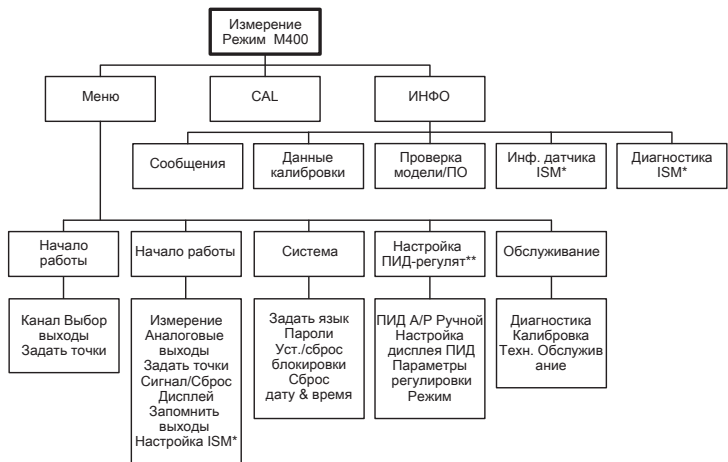 Измерение
Режим M400
Меню
CAL
ИНФО
Сообщения
Данные
калибровки
Проверка
модели/ПО
Инф. датчика
ISM*
Диагностика
ISM*
Начало
работы
Начало работы
Система
Настройка
ПИД-регулят**
Обслуживание
Канал Выбор
выходы
Задать точки
Измерение
Аналоговые
выходы
Задать точки
Сигнал/Сброс
Дисплей
Запомнить
выходы
Настройка ISM*
Задать язык
Пароли
Уст./сброс
блокировки
Сброс
дату & время
ПИД А/Р Ручной
Настройка
дисплея ПИД
Параметры
регулировки
Режим
Диагностика
Калибровка
Техн. Обслужив
ание